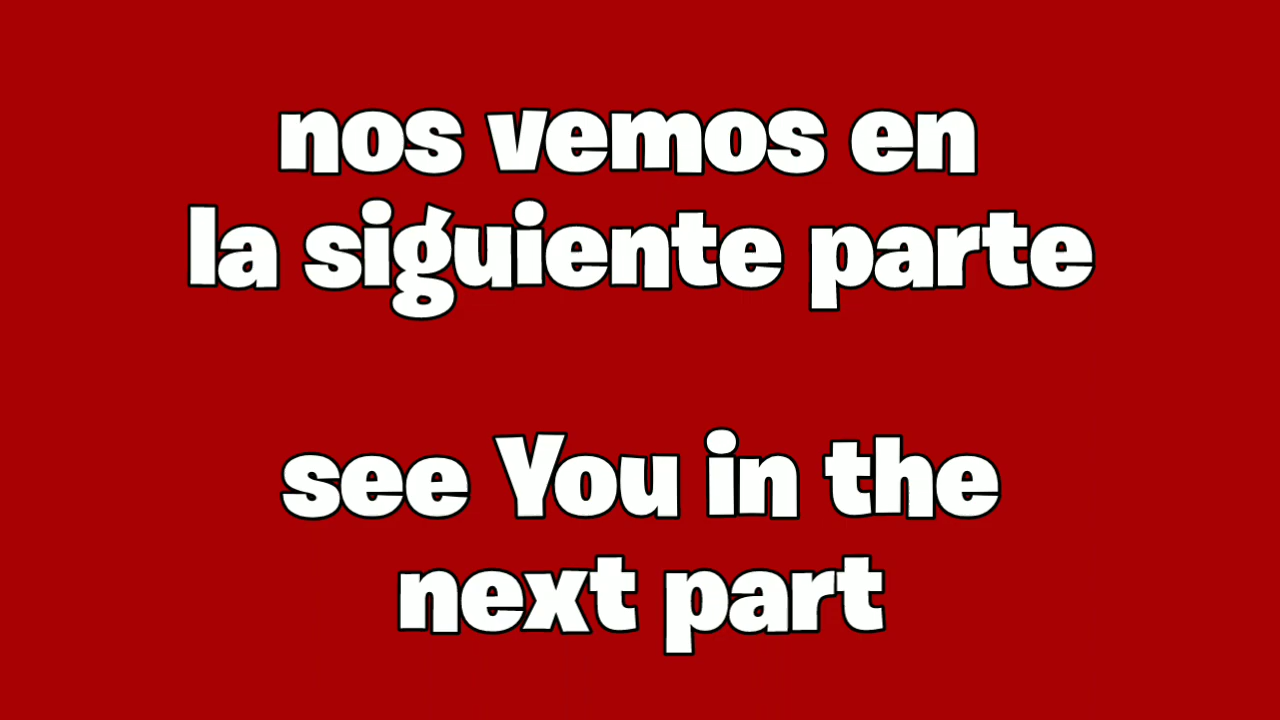 nos vemos en
la siguiente parte
see You in the
next part